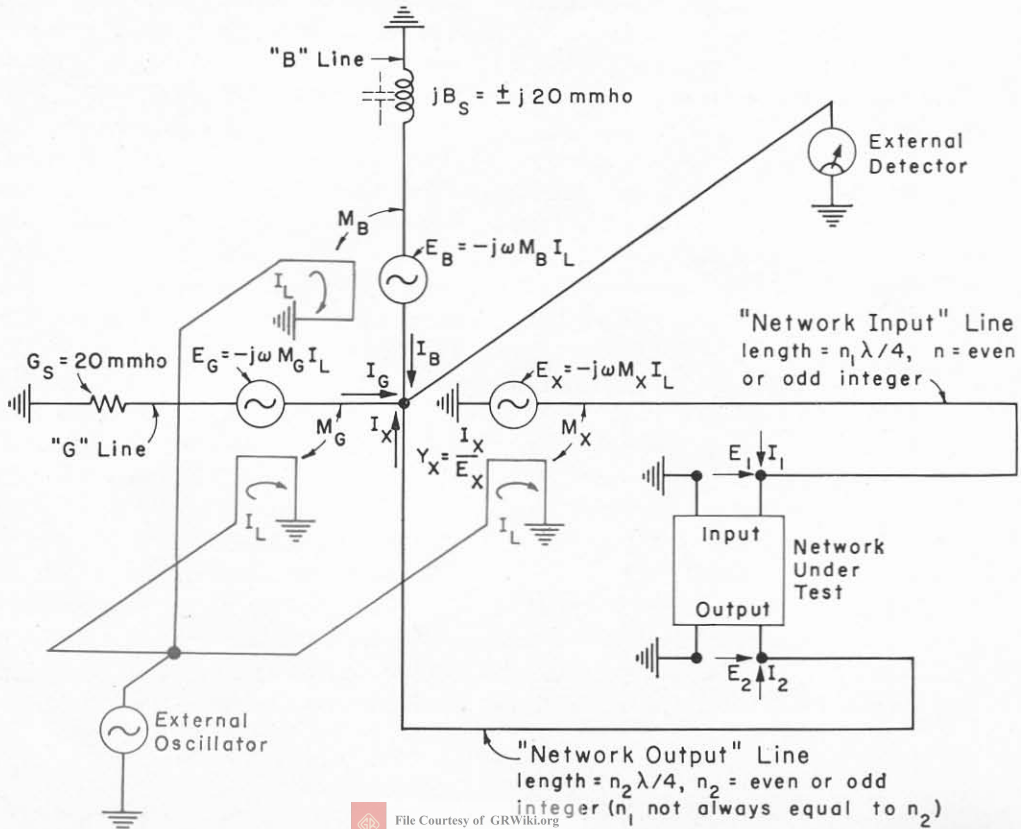 "B" Line
jB_S = ± j 20 mmho
External
Detector
M_B
E_B = -jωM_B I_L
I_L
"Network Input" Line
length = n_1 λ/4, n = even
or odd integer
G_S = 20 mmho
E_G = -jωM_G I_L
I_G
I_B
E_X = -jωM_X I_L
"G" Line
M_G
I_X
Y_X = I_X / E_X
M_X
E_1 I_1
I_L
I_L
Input
Network
Under
Test
Output
E_2 I_2
External
Oscillator
"Network Output" Line
length = n_2 λ/4, n_2 = even or odd
integer (n_1 not always equal to n_2)
File Courtesy of GRWiki.org